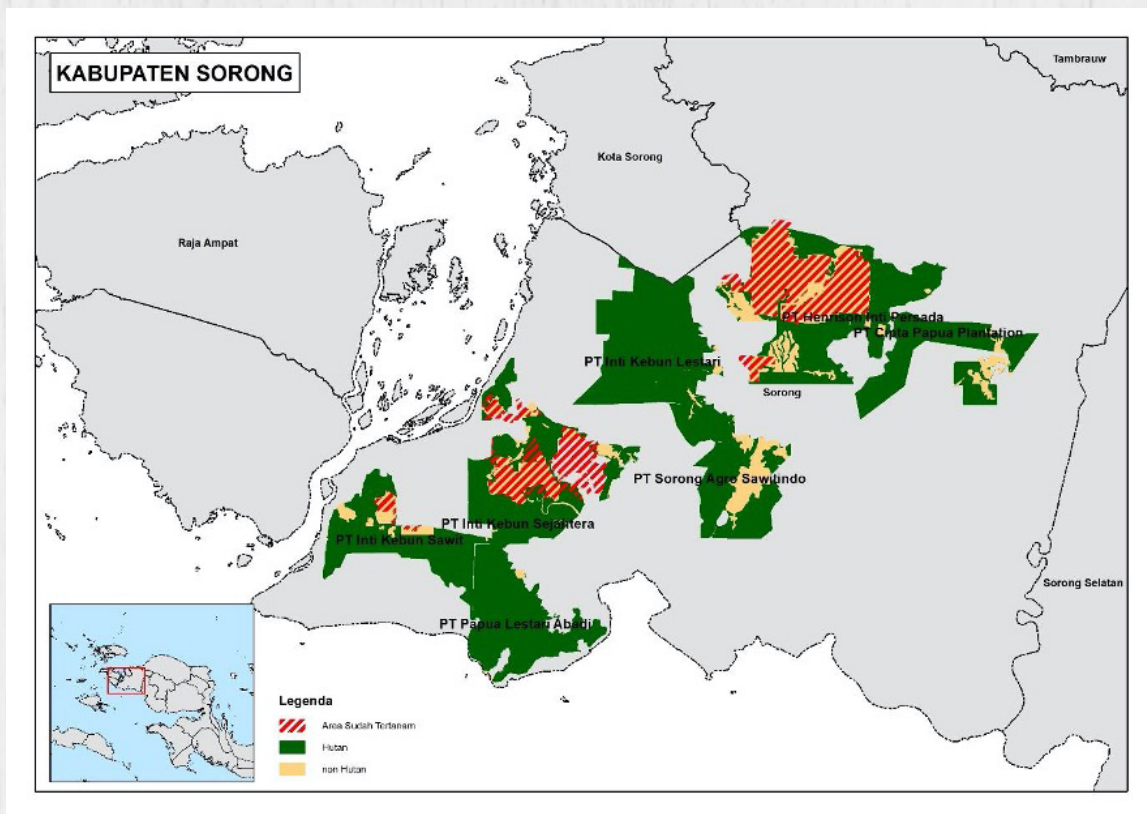 KABUPATEN SORONG
Tambrauw
Kota Sorong
Raja Ampat
PT Henrison Inti Persada
PT Cipta Papua Plantation
PT Inti Kebun Lestari
Sorong
PT Sorong Agro Sawitindo
PT Inti Kebun Sejahtera
PT Inti Kebun Sawit
Sorong Selatan
PT Papua Lestari Abadi
Legenda
Area Sudah Tertanam
Hutan
non Hutan